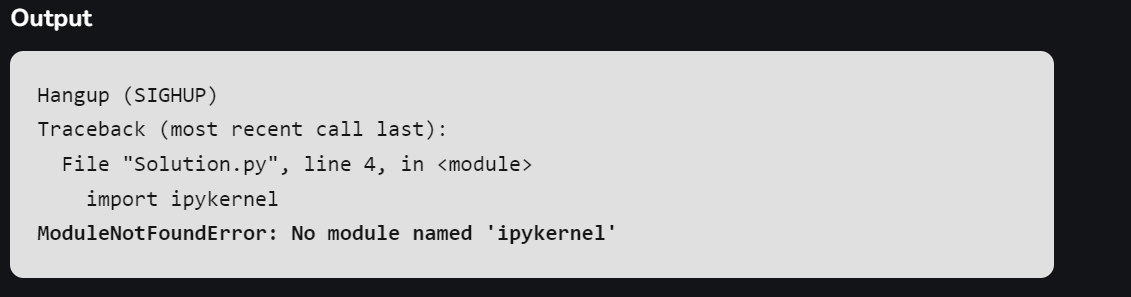 Output
Hangup (SIGHUP)
Traceback (most recent call last):
  File "Solution.py", line 4, in <module>
    import ipykernel
ModuleNotFoundError: No module named 'ipykernel'